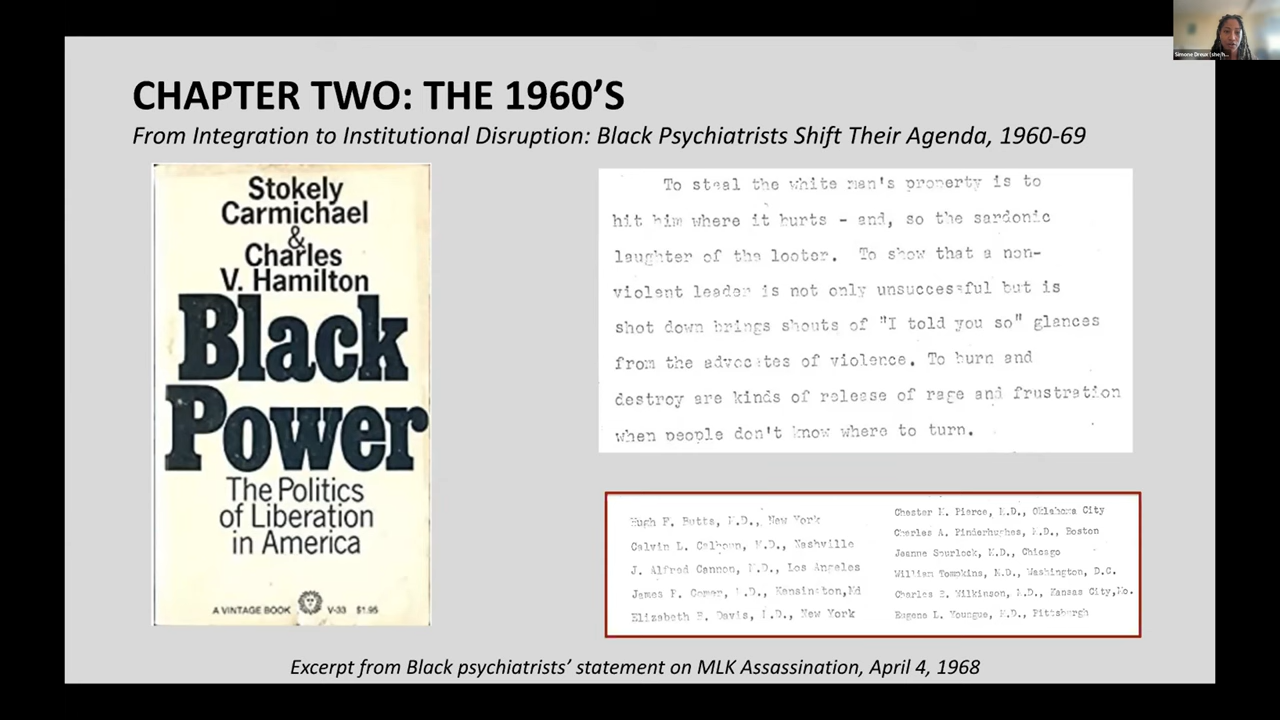 Simone Dreux (she/h...
CHAPTER TWO: THE 1960'S
From Integration to Institutional Disruption: Black Psychiatrists Shift Their Agenda, 1960-69
Stokely
Carmichael
&
Charles
V. Hamilton
Black
Power
The Politics
of Liberation
in America
A VINTAGE BOOK V-33 $1.95
To steal the white man's property is to
hit him where it hurts - and, so the sardonic
laughter of the looter. To show that a non-
violent leader is not only unsuccessful but is
shot down brings shouts of "I told you so" glances
from the advocates of violence. To burn and
destroy are kinds of release of rage and frustration
when people don't know where to turn.
Hugh F. Butts, M.D., New York
Calvin L. Calhoun, M.D., Nashville
J. Alfred Cannon, M.D., Los Angeles
James P. Comer, M.D., Kensington,Md
Elizabeth B. Davis, M.D., New York
Chester M. Pierce, M.D., Oklahoma City
Charles A. Pinderhughes, M.D., Boston
Jeanne Spurlock, M.D., Chicago
William Tompkins, M.D., Washington, D.C.
Charles B. Wilkinson, M.D., Kansas City,Mo.
Eugene L. Youngue, M.D., Pittsburgh
Excerpt from Black psychiatrists' statement on MLK Assassination, April 4, 1968